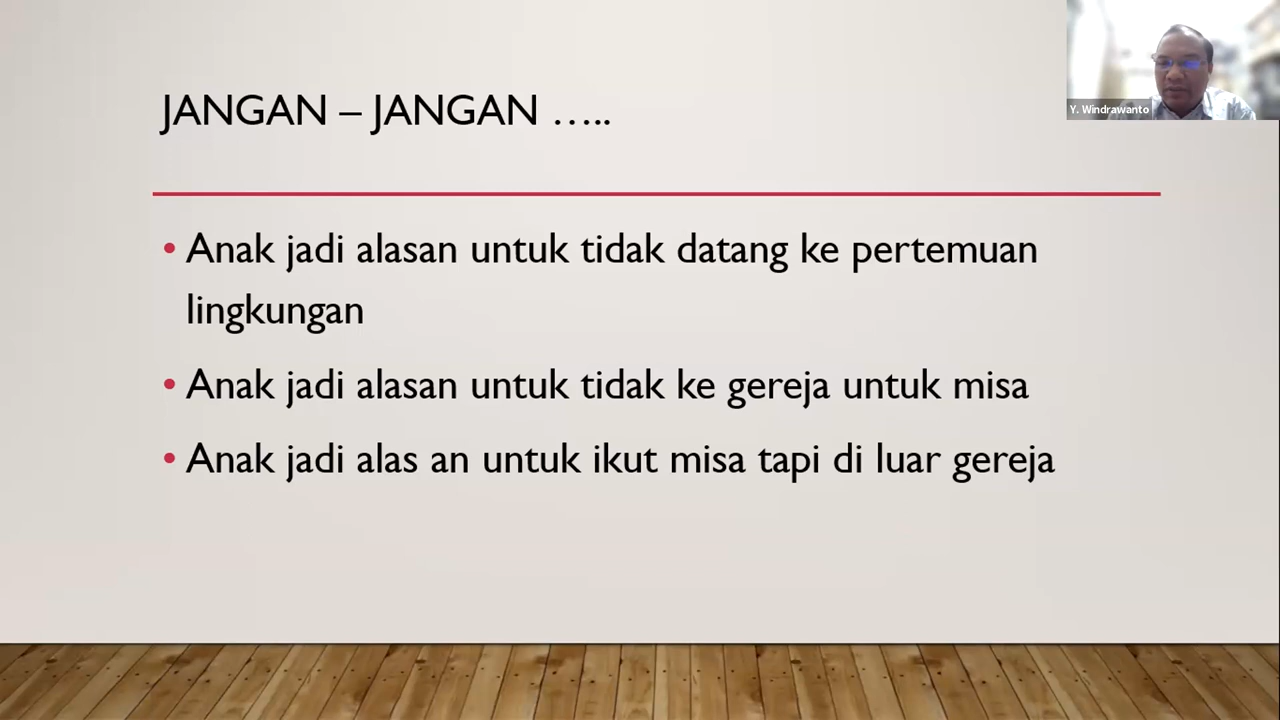 JANGAN – JANGAN .....
Y. Windrawanto
• Anak jadi alasan untuk tidak datang ke pertemuan
lingkungan
• Anak jadi alasan untuk tidak ke gereja untuk misa
• Anak jadi alas an untuk ikut misa tapi di luar gereja